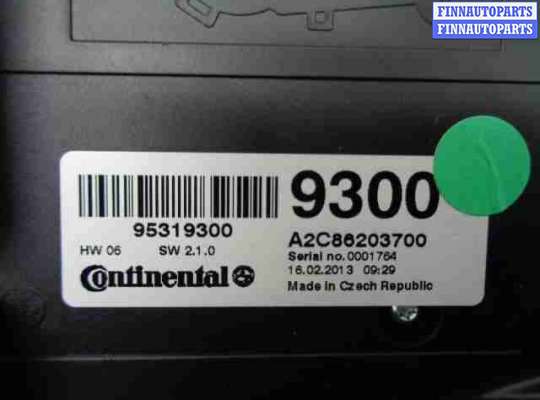 FINNAUTOPARTS
FINNAUTOPARTS
9300
95319300
HW 06 SW 2.1.0
Continental
A2C86203700
Serial no.0001764
16.02.2013 09:29
Made in Czech Republic